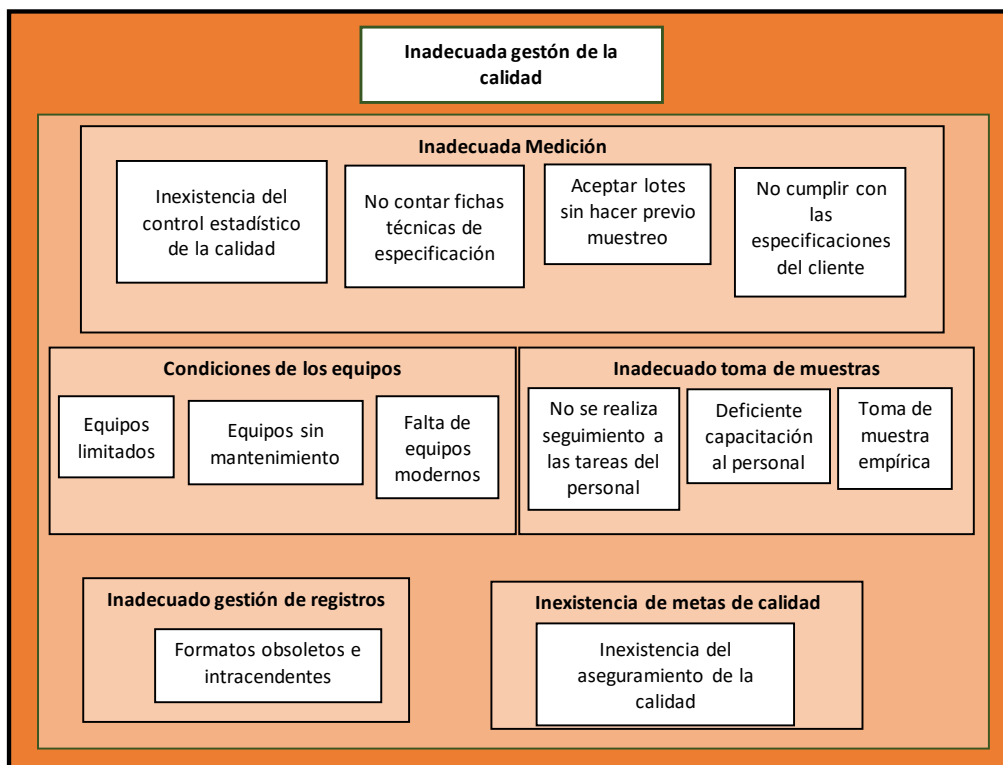 Inadecuada gestón de la
calidad
Inadecuada Medición
Inexistencia del
control estadístico
de la calidad
No contar fichas
técnicas de
especificación
Aceptar lotes
sin hacer previo
muestreo
No cumplir con
las
especificaciones
del cliente
Condiciones de los equipos
Equipos
limitados
Equipos sin
mantenimiento
Falta de
equipos
modernos
Inadecuado toma de muestras
No se realiza
seguimiento a
las tareas del
personal
Deficiente
capacitación
al personal
Toma de
muestra
empírica
Inadecuado gestión de registros
Formatos obsoletos e
intracendentes
Inexistencia de metas de calidad
Inexistencia del
aseguramiento de la
calidad